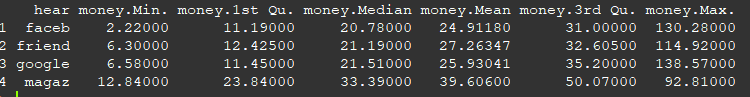 hear money.Min. money.1st Qu. money.Median money.Mean money.3rd Qu. money.Max.
1 faceb 2.22000 11.19000 20.78000 24.91180 31.00000 130.28000
2 friend 6.30000 12.42500 21.19000 27.26347 32.60500 114.92000
3 google 6.58000 11.45000 21.51000 25.93041 35.20000 138.57000
4 magaz 12.84000 23.84000 33.39000 39.60600 50.07000 92.81000